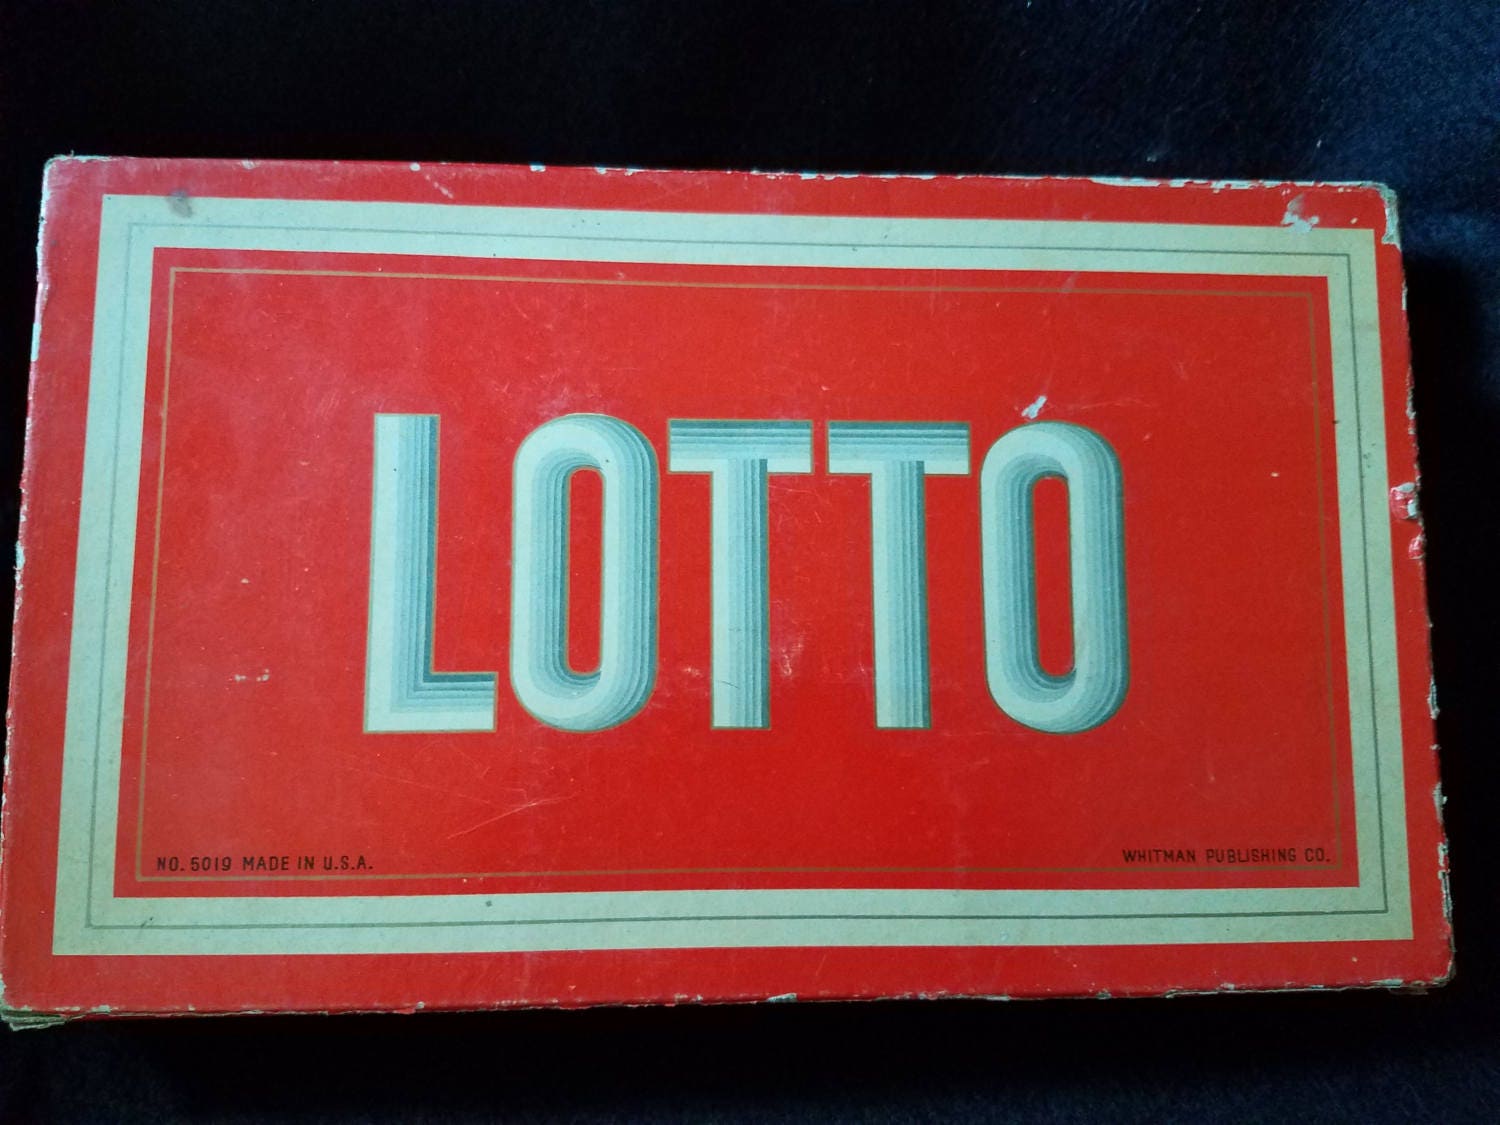 LOTTO
NO. 5019 MADE IN U.S.A.
WHITMAN PUBLISHING CO.